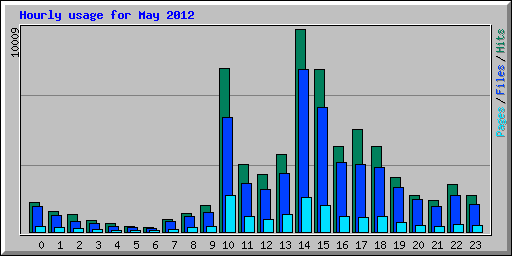 Hourly usage for May 2012
10009
Pages / Files / Hits
0 1 2 3 4 5 6 7 8 9 10 11 12 13 14 15 16 17 18 19 20 21 22 23